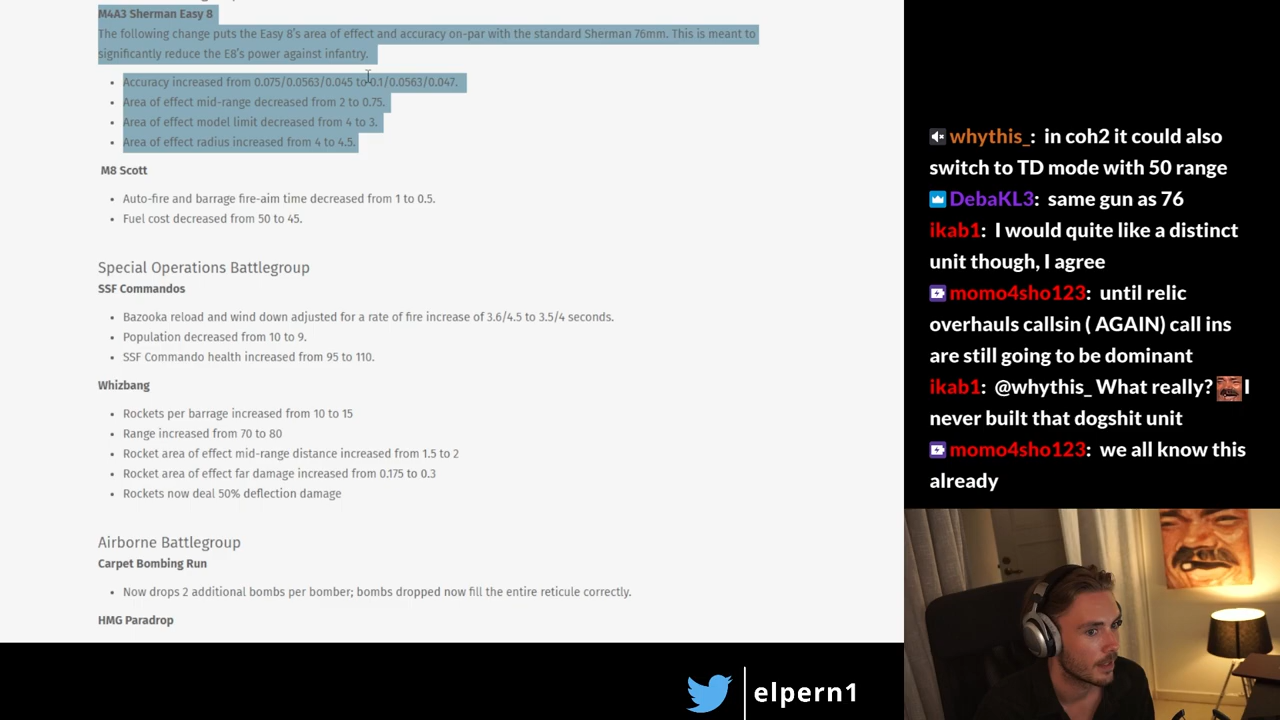 M4A3 Sherman Easy 8
The following change puts the Easy 8's area of effect and accuracy on-par with the standard Sherman 76mm. This is meant to
significantly reduce the E8's power against infantry.
• Accuracy increased from 0.075/0.0563/0.045 to 0.1/0.0563/0.047.
• Area of effect mid-range decreased from 2 to 0.75.
• Area of effect model limit decreased from 4 to 3.
• Area of effect radius increased from 4 to 4.5.
M8 Scott
• Auto-fire and barrage fire-aim time decreased from 1 to 0.5.
• Fuel cost decreased from 50 to 45.
Special Operations Battlegroup
SSF Commandos
• Bazooka reload and wind down adjusted for a rate of fire increase of 3.6/4.5 to 3.5/4 seconds.
• Population decreased from 10 to 9.
• SSF Commando health increased from 95 to 110.
Whizbang
• Rockets per barrage increased from 10 to 15
• Range increased from 70 to 80
• Rocket area of effect mid-range distance increased from 1.5 to 2
• Rocket area of effect far damage increased from 0.175 to 0.3
• Rockets now deal 50% deflection damage
Airborne Battlegroup
Carpet Bombing Run
• Now drops 2 additional bombs per bomber; bombs dropped now fill the entire reticule correctly.
HMG Paradrop
whythis_: in coh2 it could also
switch to TD mode with 50 range
DebaKL3: same gun as 76
ikab1: I would quite like a distinct
unit though, I agree
momo4sho123: until relic
overhauls callsin ( AGAIN) call ins
are still going to be dominant
ikab1: @whythis_ What really? I
never built that dogshit unit
momo4sho123: we all know this
already
elpern1